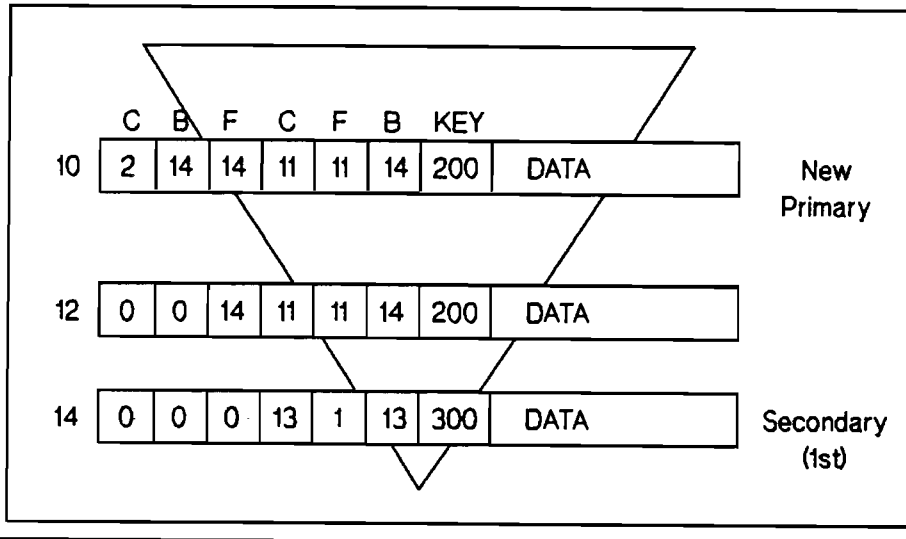 C B F C F B KEY
10 2 14 14 11 11 14 200 DATA New
Primary
12 0 0 14 11 11 14 200 DATA
14 0 0 0 13 1 13 300 DATA Secondary
(1st)